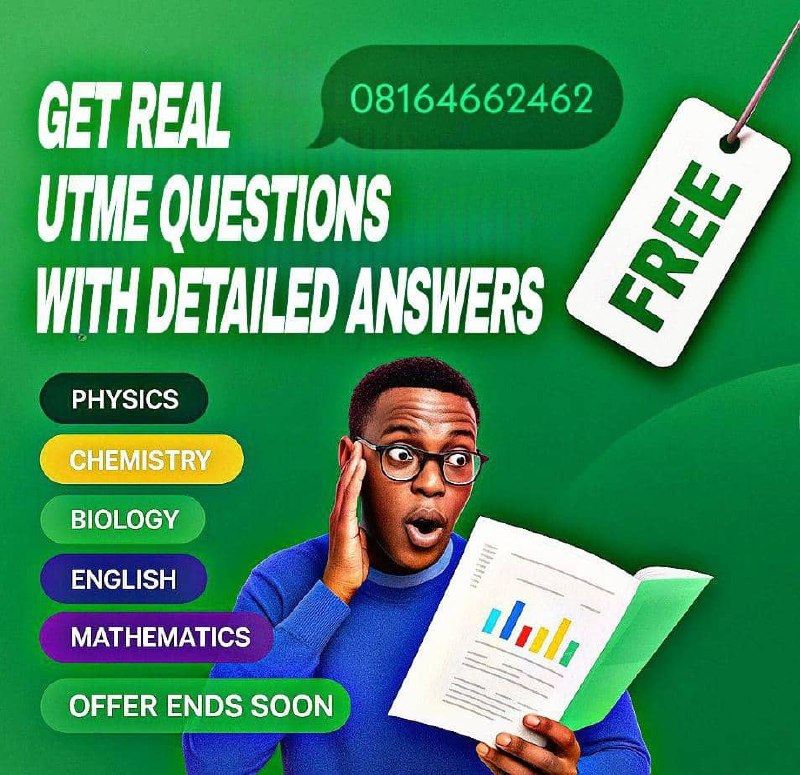 08164662462
GET REAL
UTME QUESTIONS
WITH DETAILED ANSWERS
FREE
PHYSICS
CHEMISTRY
BIOLOGY
ENGLISH
MATHEMATICS
OFFER ENDS SOON